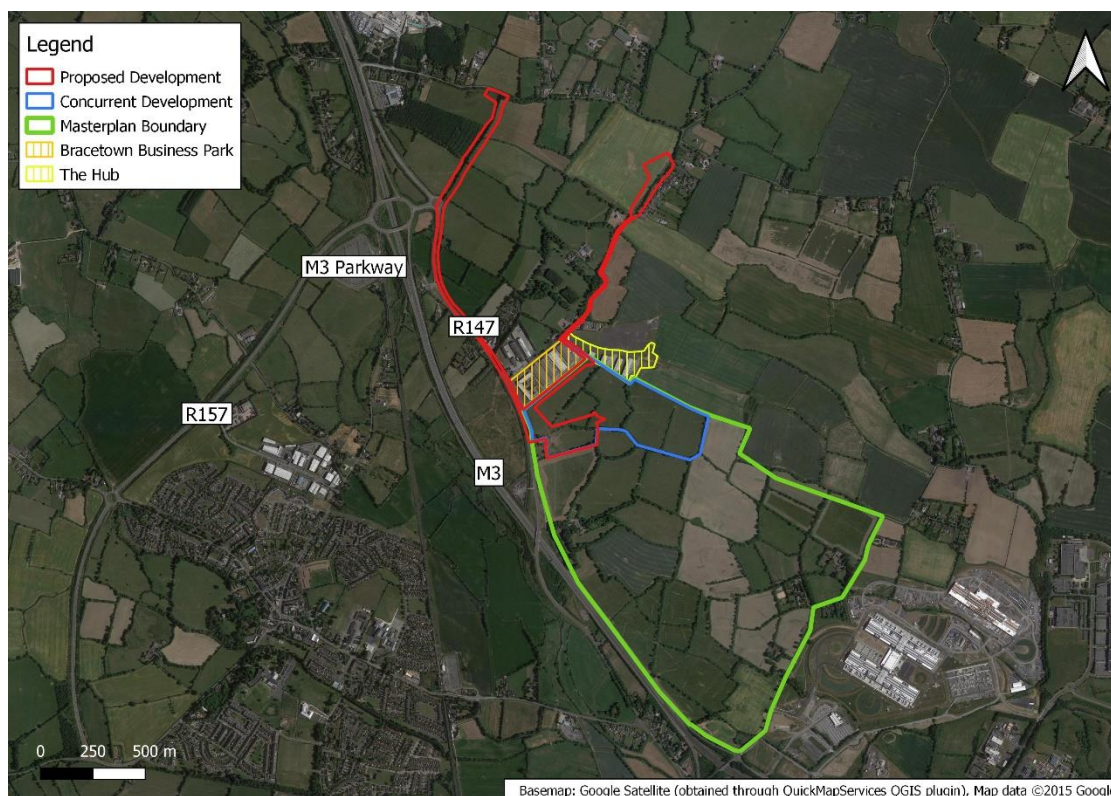 Legend
Proposed Development
Concurrent Development
Masterplan Boundary
Bracetown Business Park
The Hub
M3 Parkway
R147
R157
M3
0 250 500 m
Basemap: Google Satellite (obtained through QuickMapServices QGIS plugin), Map data ©2015 Google